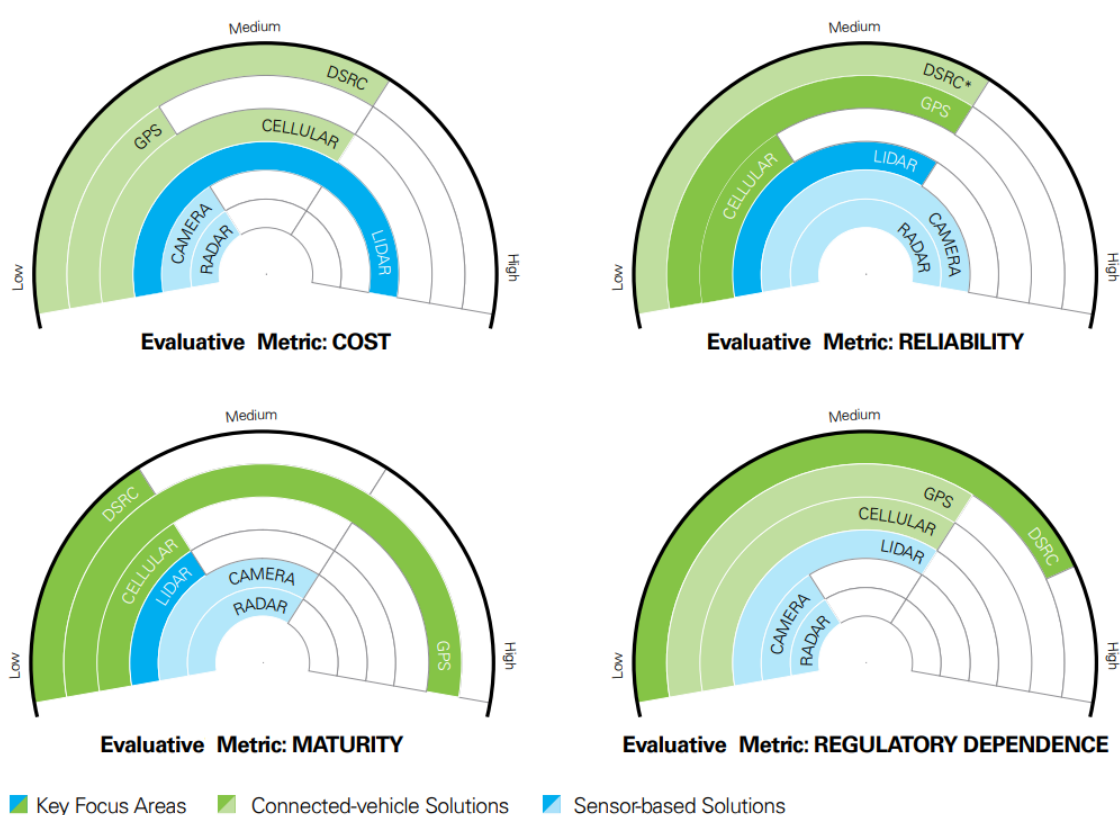 Medium
DSRC
GPS
CELLULAR
LIDAR
CAMERA
RADAR
Low
High
Evaluative Metric: COST
Medium
DSRC*
GPS
CELLULAR
LIDAR
CAMERA
RADAR
Low
High
Evaluative Metric: RELIABILITY
Medium
DSRC
CELLULAR
LIDAR
CAMERA
RADAR
GPS
Low
High
Evaluative Metric: MATURITY
Medium
GPS
CELLULAR
DSRC
LIDAR
CAMERA
RADAR
Low
High
Evaluative Metric: REGULATORY DEPENDENCE
Key Focus Areas
Connected-vehicle Solutions
Sensor-based Solutions